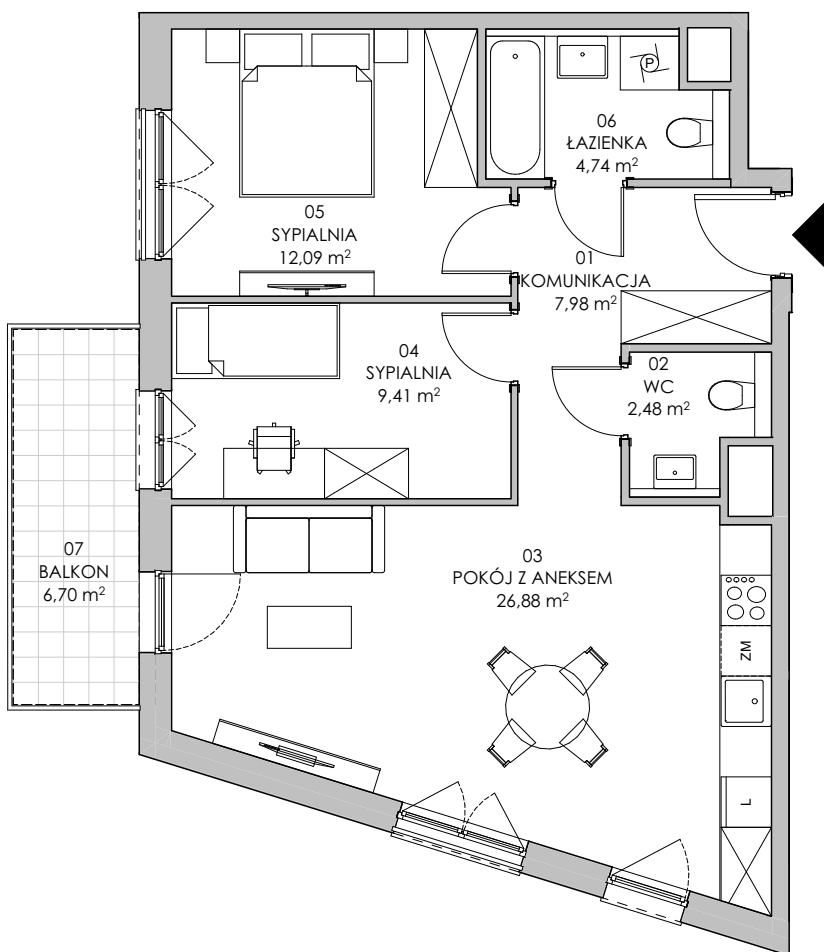 06
ŁAZIENKA
4,74 m²
P
05
SYPIALNIA
12,09 m²
01
KOMUNIKACJA
7,98 m²
04
SYPIALNIA
9,41 m²
02
WC
2,48 m²
07
BALKON
6,70 m²
03
POKÓJ Z ANEKSEM
26,88 m²
ZM
L